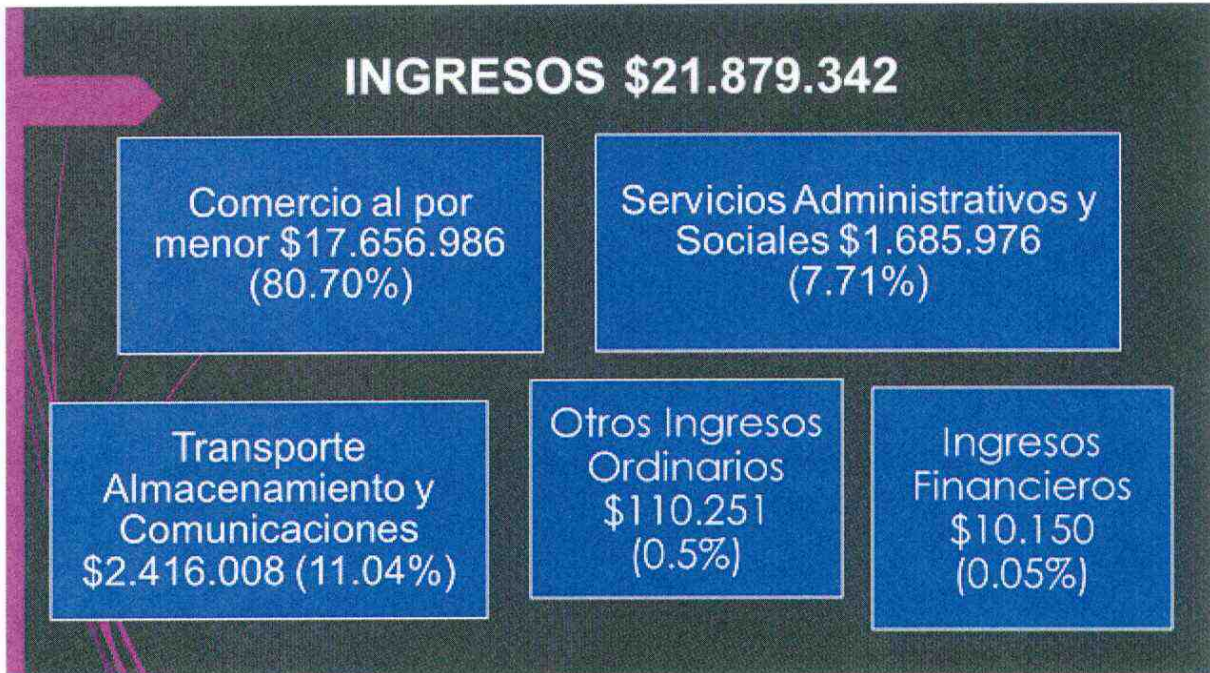 INGRESOS $21.879.342
Comercio al por
menor $17.656.986
(80.70%)
Servicios Administrativos y
Sociales $1.685.976
(7.71%)
Transporte
Almacenamiento y
Comunicaciones
$2.416.008 (11.04%)
Otros Ingresos
Ordinarios
$110.251
(0.5%)
Ingresos
Financieros
$10.150
(0.05%)